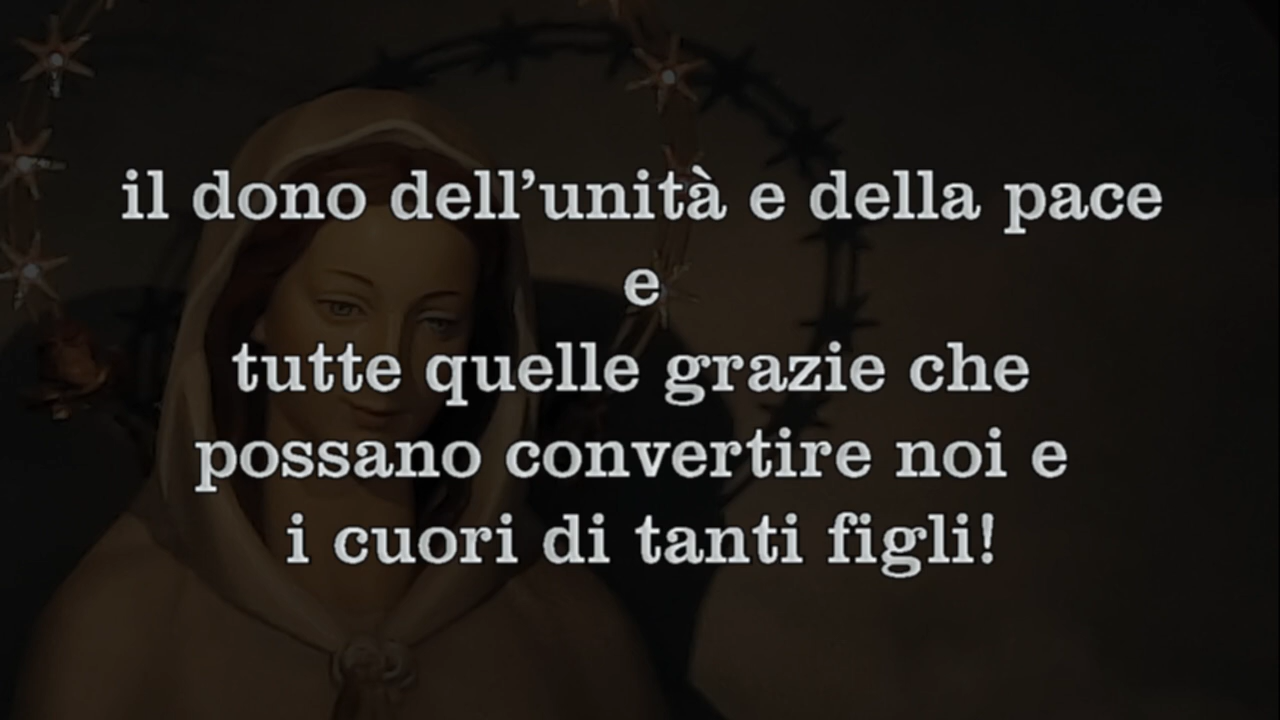 il dono dell’unità e della pace
e
tutte quelle grazie che
possano convertire noi e
i cuori di tanti figli!